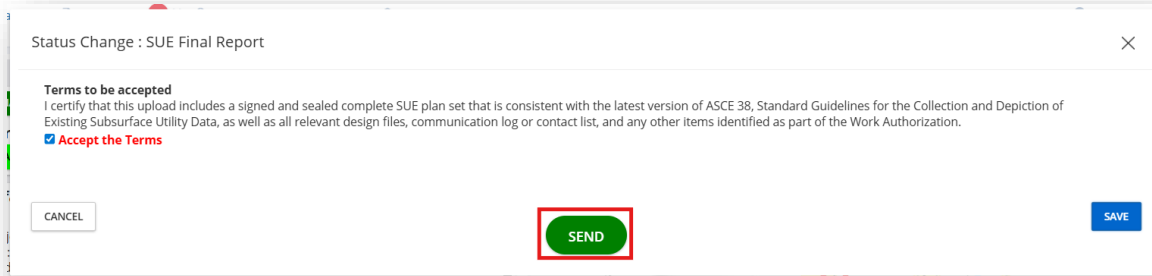 Status Change : SUE Final Report
Terms to be accepted
I certify that this upload includes a signed and sealed complete SUE plan set that is consistent with the latest version of ASCE 38, Standard Guidelines for the Collection and Depiction of
Existing Subsurface Utility Data, as well as all relevant design files, communication log or contact list, and any other items identified as part of the Work Authorization.
Accept the Terms
CANCEL
SEND
SAVE